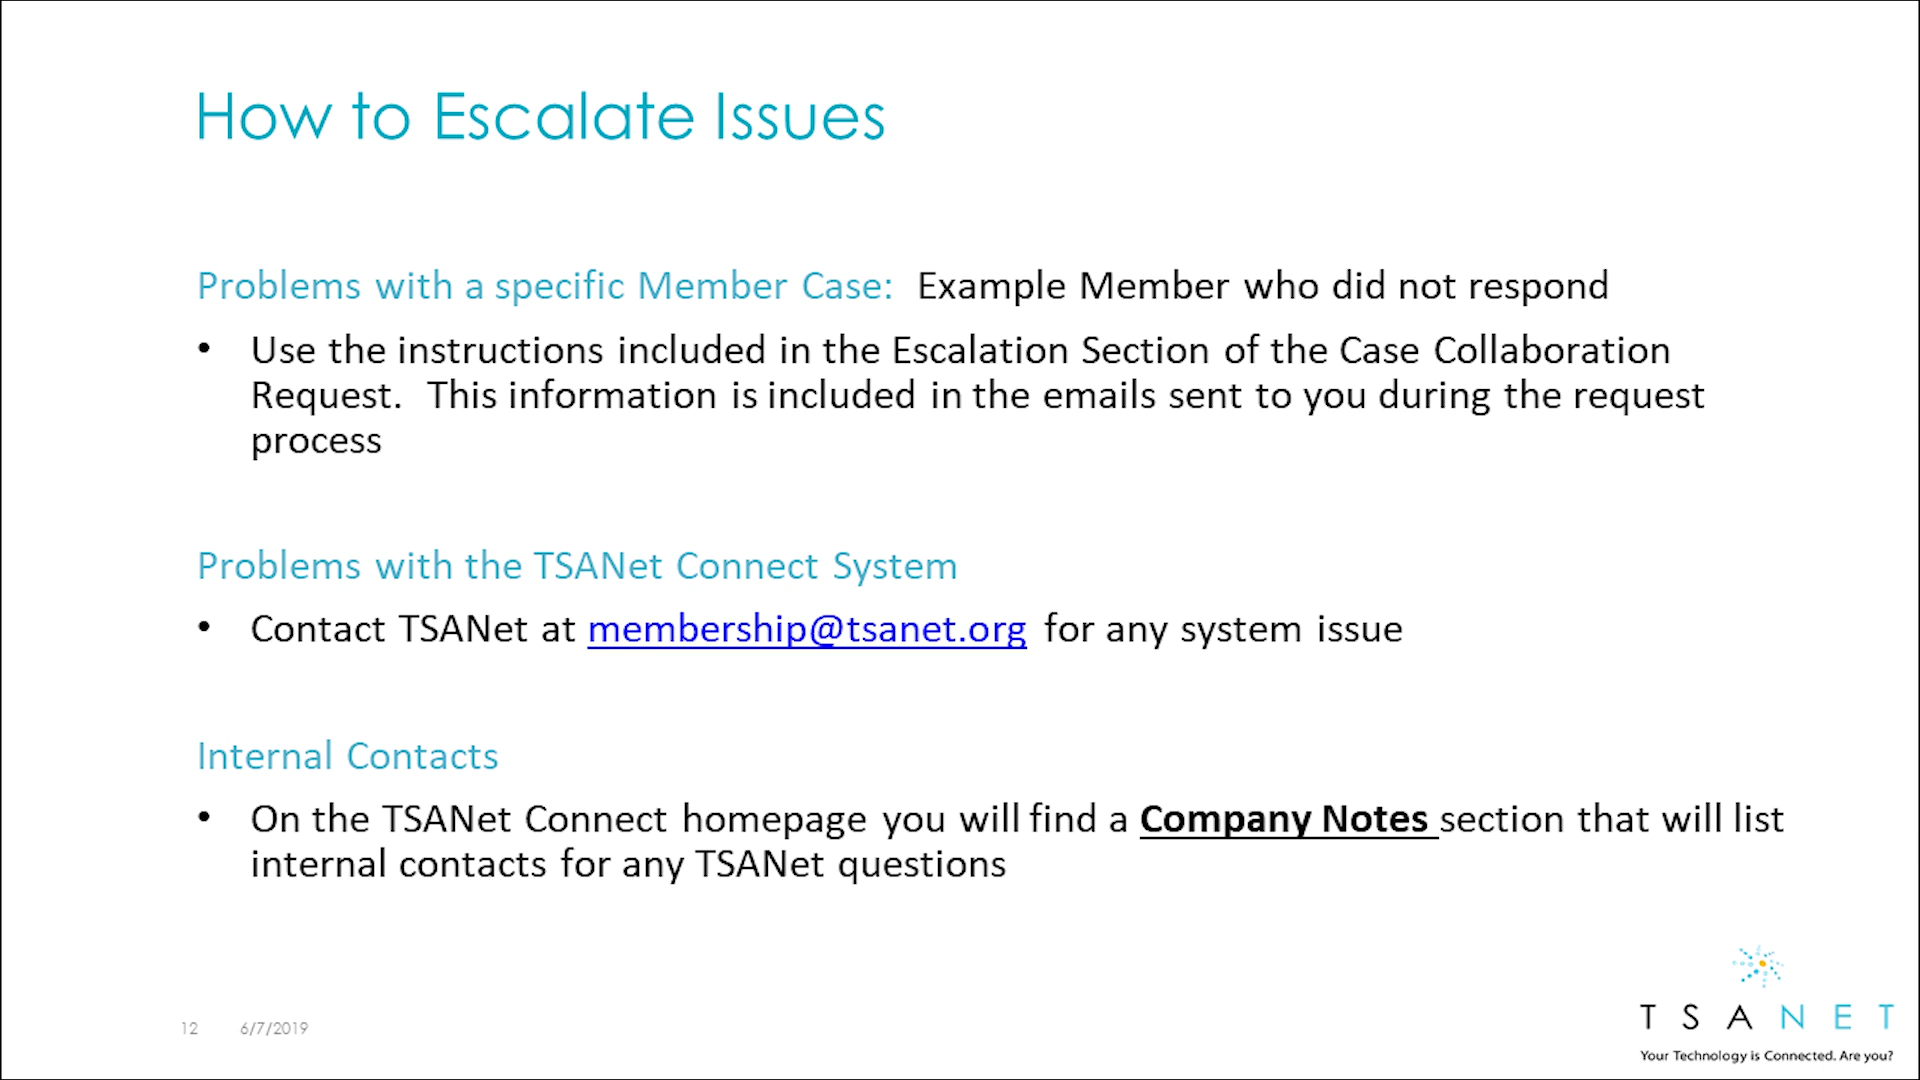 How to Escalate Issues
Problems with a specific Member Case:  Example Member who did not respond
• Use the instructions included in the Escalation Section of the Case Collaboration
Request.  This information is included in the emails sent to you during the request
process
Problems with the TSANet Connect System
• Contact TSANet at membership@tsanet.org for any system issue
Internal Contacts
• On the TSANet Connect homepage you will find a Company Notes section that will list
internal contacts for any TSANet questions
12 6/7/2019
TSANET
Your Technology is Connected. Are you?